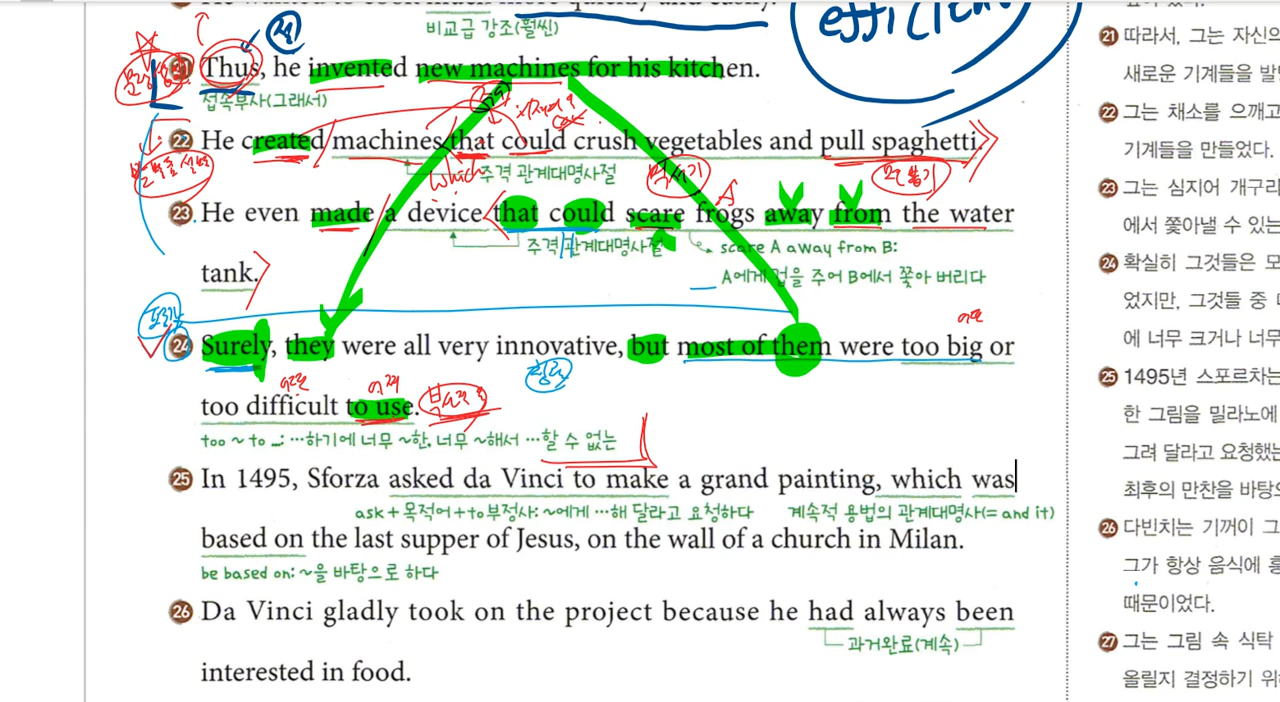 more quickly and easily.
efficient
비교급 강조(훨씬)
21 Thus, he invented new machines for his kitchen.
접속부사(그래서)
22 He created machines that could crush vegetables and pull spaghetti.
which 주격 관계대명사절
23 He even made a device that could scare frogs away from the water
주격 관계대명사절 scare A away from B:
tank.
A에게 겁을 주어 B에서 쫓아 버리다
24 Surely, they were all very innovative, but most of them were too big or
too difficult to use.
too ~ to …: …하기에 너무 ~한, 너무 ~해서 …할 수 없는
25 In 1495, Sforza asked da Vinci to make a grand painting, which was
ask+목적어+to부정사: ~에게 …해 달라고 요청하다 계속적 용법의 관계대명사(= and it)
based on the last supper of Jesus, on the wall of a church in Milan.
be based on: ~을 바탕으로 하다
26 Da Vinci gladly took on the project because he had always been
과거완료(계속)
interested in food.
21 따라서, 그는 자신의
새로운 기계들을 발
22 그는 채소를 으깨고
기계들을 만들었다.
23 그는 심지어 개구리
에서 쫓아낼 수 있는
24 확실히 그것들은 모
었지만, 그것들 중
에 너무 크거나 너무
25 1495년 스포르차는
한 그림을 밀라노에
그려 달라고 요청했는
최후의 만찬을 바탕으
26 다빈치는 기꺼이 그
그가 항상 음식에
때문이었다.
27 그는 그림 속 식탁
올릴지 결정하기 위